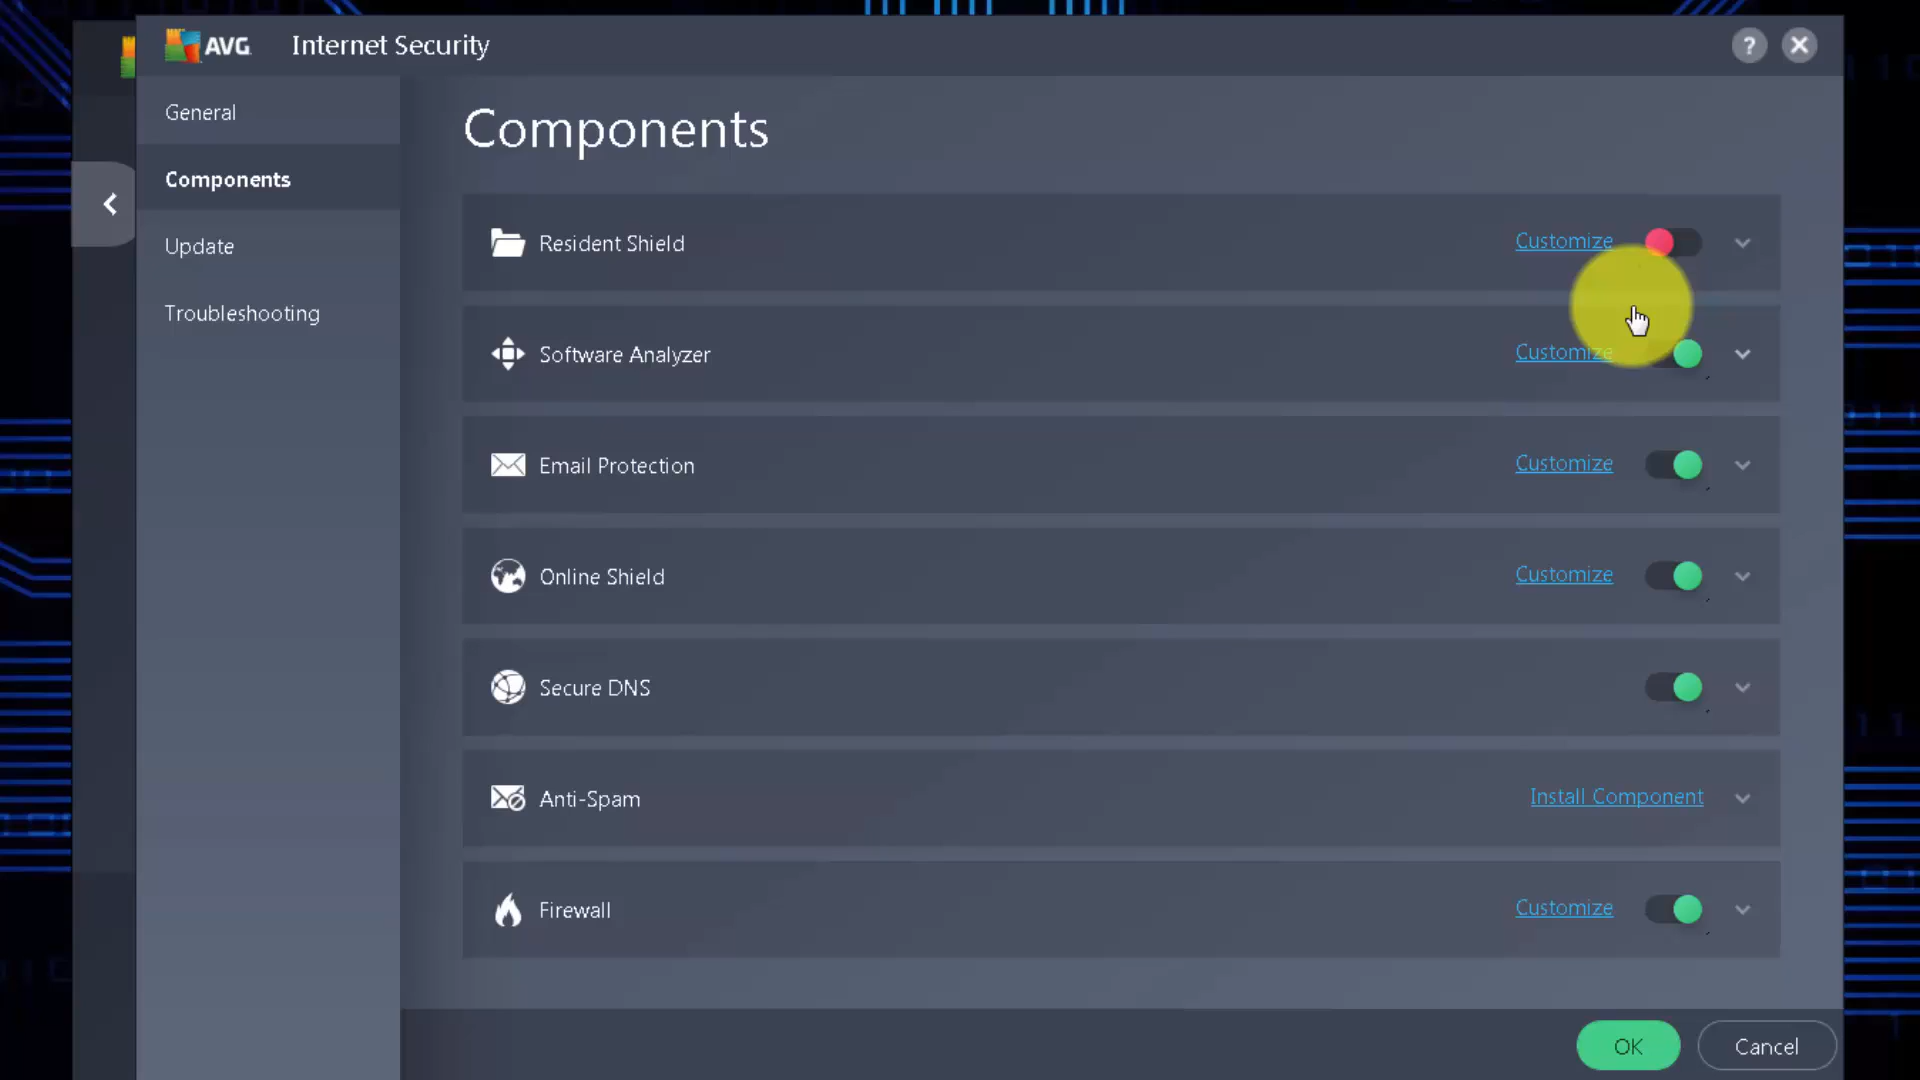 AVG Internet Security
?
General
Components
Update
Troubleshooting
Components
Resident Shield Customize
Software Analyzer Customize
Email Protection Customize
Online Shield Customize
Secure DNS
Anti-Spam Install Component
Firewall Customize
OK Cancel